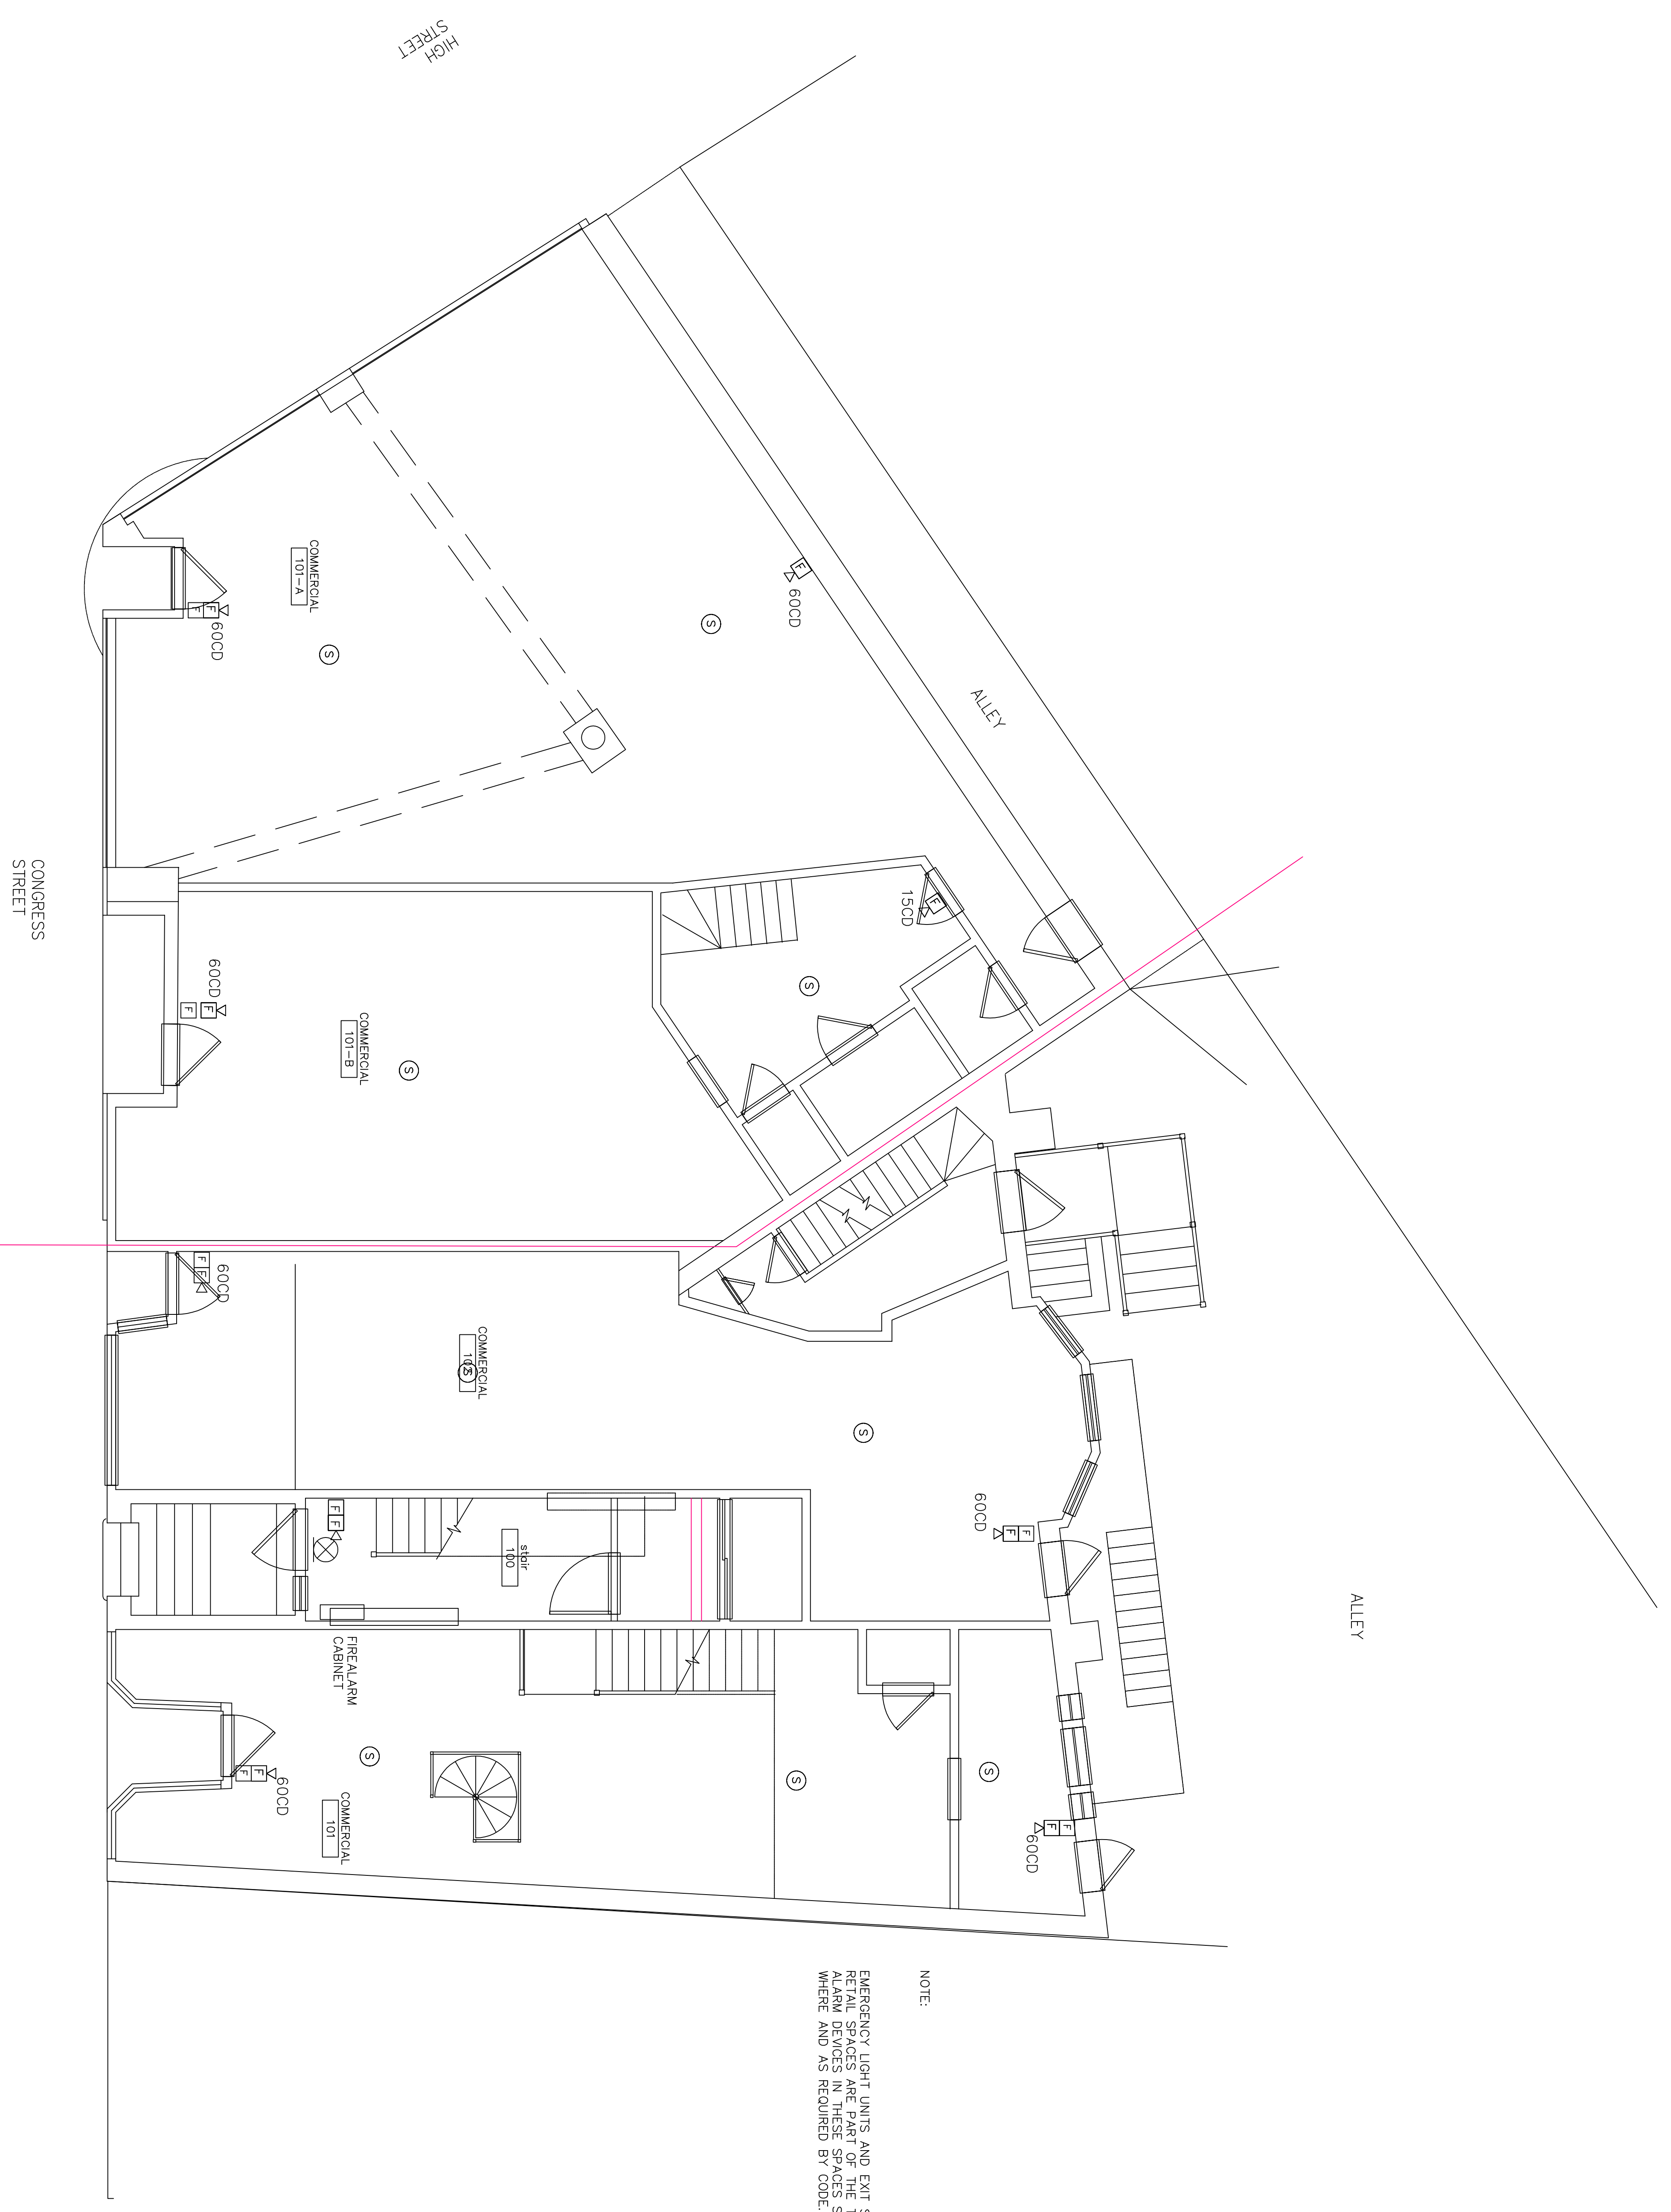 HIGH
STREET
ALLEY
F
60CD
S
COMMERCIAL
101-A
S
F
F
60CD
CONGRESS
STREET
F
15CD
S
60CD
F
F
COMMERCIAL
101-B
S
F
F
60CD
COMMERCIAL
S
S
60CD
F
F
F
F
stair
100
ALLEY
FIREALARM
CABINET
S
S
S
F
F
60CD
COMMERCIAL
101
F
F
60CD
NOTE:
EMERGENCY LIGHT UNITS AND EXIT
RETAIL SPACES ARE PART OF THE
ALARM DEVICES IN THESE SPACES
WHERE AND AS REQUIRED BY CODE.